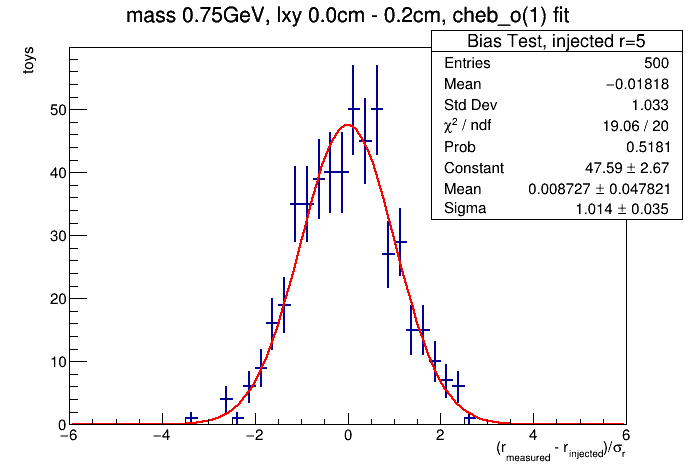 mass 0.75GeV, lxy 0.0cm - 0.2cm, cheb_o(1) fit
Bias Test, injected r=5
Entries 500
Mean −0.01818
Std Dev 1.033
χ² / ndf 19.06 / 20
Prob 0.5181
Constant 47.59 ± 2.67
Mean 0.008727 ± 0.047821
Sigma 1.014 ± 0.035
toys
50
40
30
20
10
0
−6 −4 −2 0 2 4 6
(r_measured - r_injected)/σ_r